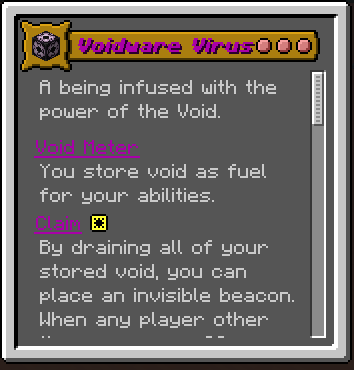 Voidware Virus
A being infused with the
power of the Void.
Void Meter
You store void as fuel
for your abilities.
Claim
By draining all of your
stored void, you can
place an invisible beacon.
When any player other